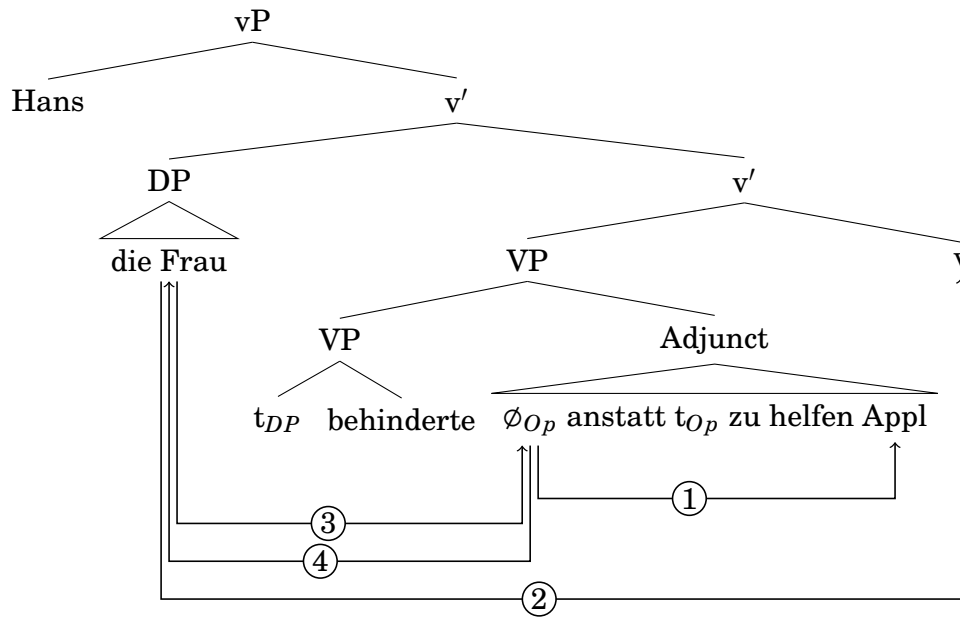 vP
Hans v′
DP v′
die Frau VP
VP Adjunct
t_DP behinderte ∅_Op anstatt t_Op zu helfen Appl
1
3
4
2